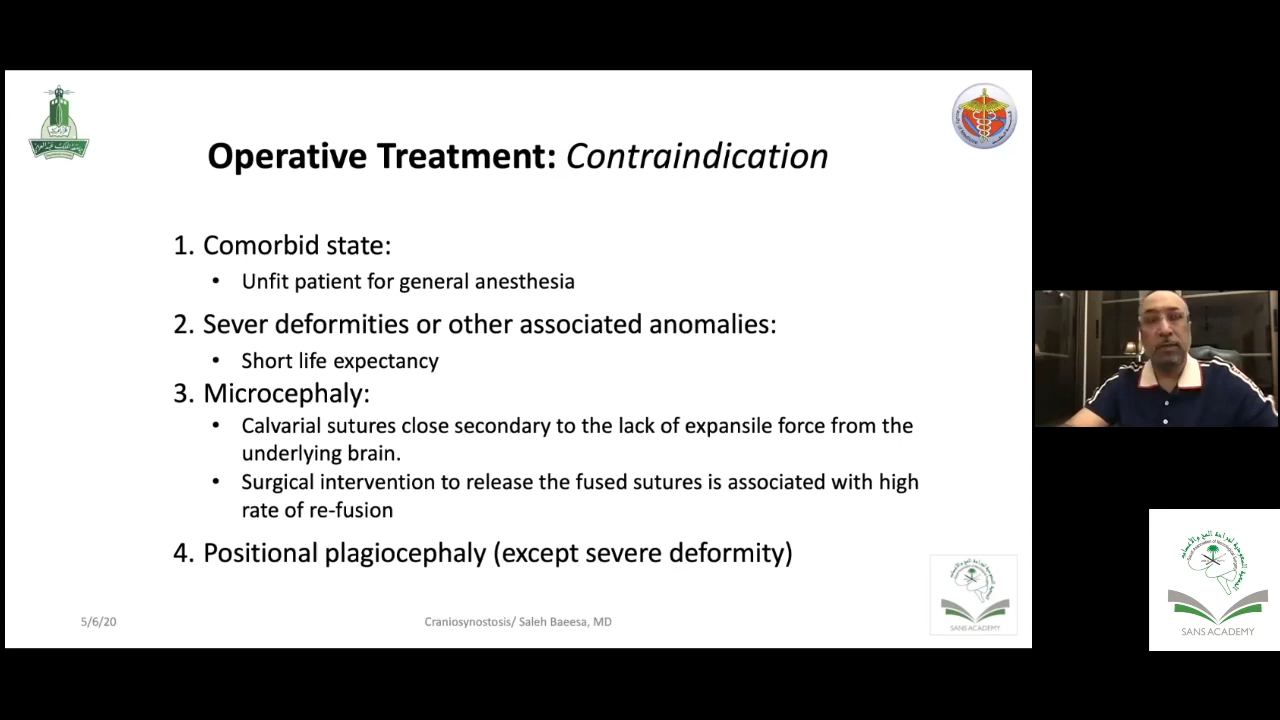 Operative Treatment: Contraindication
1. Comorbid state:
• Unfit patient for general anesthesia
2. Sever deformities or other associated anomalies:
• Short life expectancy
3. Microcephaly:
• Calvarial sutures close secondary to the lack of expansile force from the
underlying brain.
• Surgical intervention to release the fused sutures is associated with high
rate of re-fusion
4. Positional plagiocephaly (except severe deformity)
5/6/20
Craniosynostosis/ Saleh Baeesa, MD
SANS ACADEMY
SANS ACADEMY